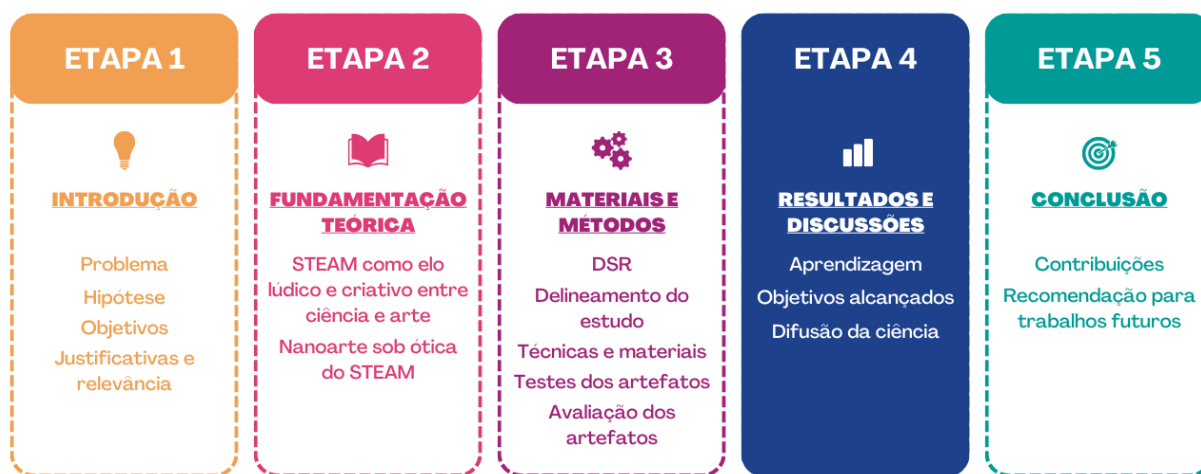 ETAPA 1
INTRODUÇÃO
Problema
Hipótese
Objetivos
Justificativas e
relevância
ETAPA 2
FUNDAMENTAÇÃO
TEÓRICA
STEAM como elo
lúdico e criativo entre
ciência e arte
Nanoarte sob ótica
do STEAM
ETAPA 3
MATERIAIS E
MÉTODOS
DSR
Delineamento do
estudo
Técnicas e materiais
Testes dos artefatos
Avaliação dos
artefatos
ETAPA 4
RESULTADOS E
DISCUSSÕES
Aprendizagem
Objetivos alcançados
Difusão da ciência
ETAPA 5
CONCLUSÃO
Contribuições
Recomendação para
trabalhos futuros